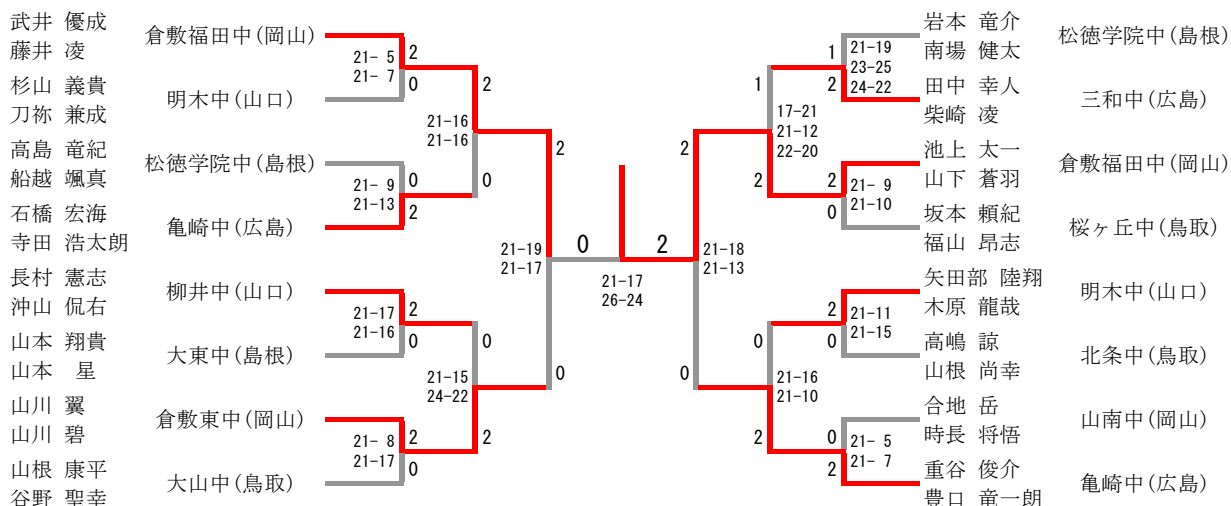 武井 優成
藤井 凌
倉敷福田中(岡山)
杉山 義貴
刀祢 兼成
明木中(山口)
高島 竜紀
船越 颯真
松徳学院中(島根)
石橋 宏海
寺田 浩太朗
亀崎中(広島)
長村 憲志
沖山 侃右
柳井中(山口)
山本 翔貴
山本　星
大東中(島根)
山川 翼
山川 碧
倉敷東中(岡山)
山根 康平
谷野 聖幸
大山中(鳥取)
21- 5
21- 7
2
0
21- 9
21-13
0
2
21-17
21-16
2
0
21- 8
21-17
2
0
21-16
21-16
2
0
21-15
24-22
0
2
21-19
21-17
2
0
0
2
21-17
26-24
21-18
21-13
2
0
17-21
21-12
22-20
1
2
21-16
21-10
0
2
21-19
23-25
24-22
1
2
21- 9
21-10
2
0
21-11
21-15
2
0
21- 5
21- 7
0
2
岩本 竜介
南場 健太
松徳学院中(島根)
田中 幸人
柴崎 凌
三和中(広島)
池上 太一
山下 蒼羽
倉敷福田中(岡山)
坂本 頼紀
福山 昂志
桜ヶ丘中(鳥取)
矢田部 陸翔
木原 龍哉
明木中(山口)
高嶋 諒
山根 尚幸
北条中(鳥取)
合地 岳
時長 将悟
山南中(岡山)
重谷 俊介
豊口 竜一朗
亀崎中(広島)